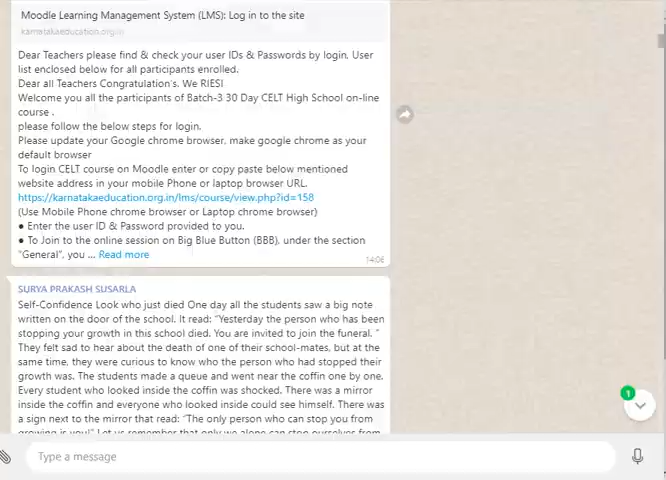 Moodle Learning Management System (LMS): Log in to the site
karnatakaeducation.org.in
Dear Teachers please find & check your user IDs & Passwords by login, User
list enclosed below for all participants enrolled.
Dear all Teachers Congratulation's. We RIESI
Welcome you all the participants of Batch-3 30 Day CELT High School on-line
course .
please follow the below steps for login.
Please update your Google chrome browser, make google chrome as your
default browser
To login CELT course on Moodle enter or copy paste below mentioned
website address in your mobile Phone or laptop browser URL.
https://karnatakaeducation.org.in/lms/course/view.php?id=158
(Use Mobile Phone chrome browser or Laptop chrome browser)
● Enter the user ID & Password provided to you.
● To Join to the online session on Big Blue Button (BBB), under the section
"General", you ... Read more
14:06
SURYA PRAKASH SUSARLA
Self-Confidence Look who just died One day all the students saw a big note
written on the door of the school. It read: "Yesterday the person who has been
stopping your growth in this school died. You are invited to join the funeral. "
They felt sad to hear about the death of one of their school-mates, but at the
same time, they were curious to know who the person who had stopped their
growth was. The students made a queue and went near the coffin one by one.
Every student who looked inside the coffin was shocked. There was a mirror
inside the coffin and everyone who looked inside could see himself. There was
a sign next to the mirror that read: "The only person who can stop you from
growing is you!" Let us remember that only we alone can stop ourselves from
1
Type a message